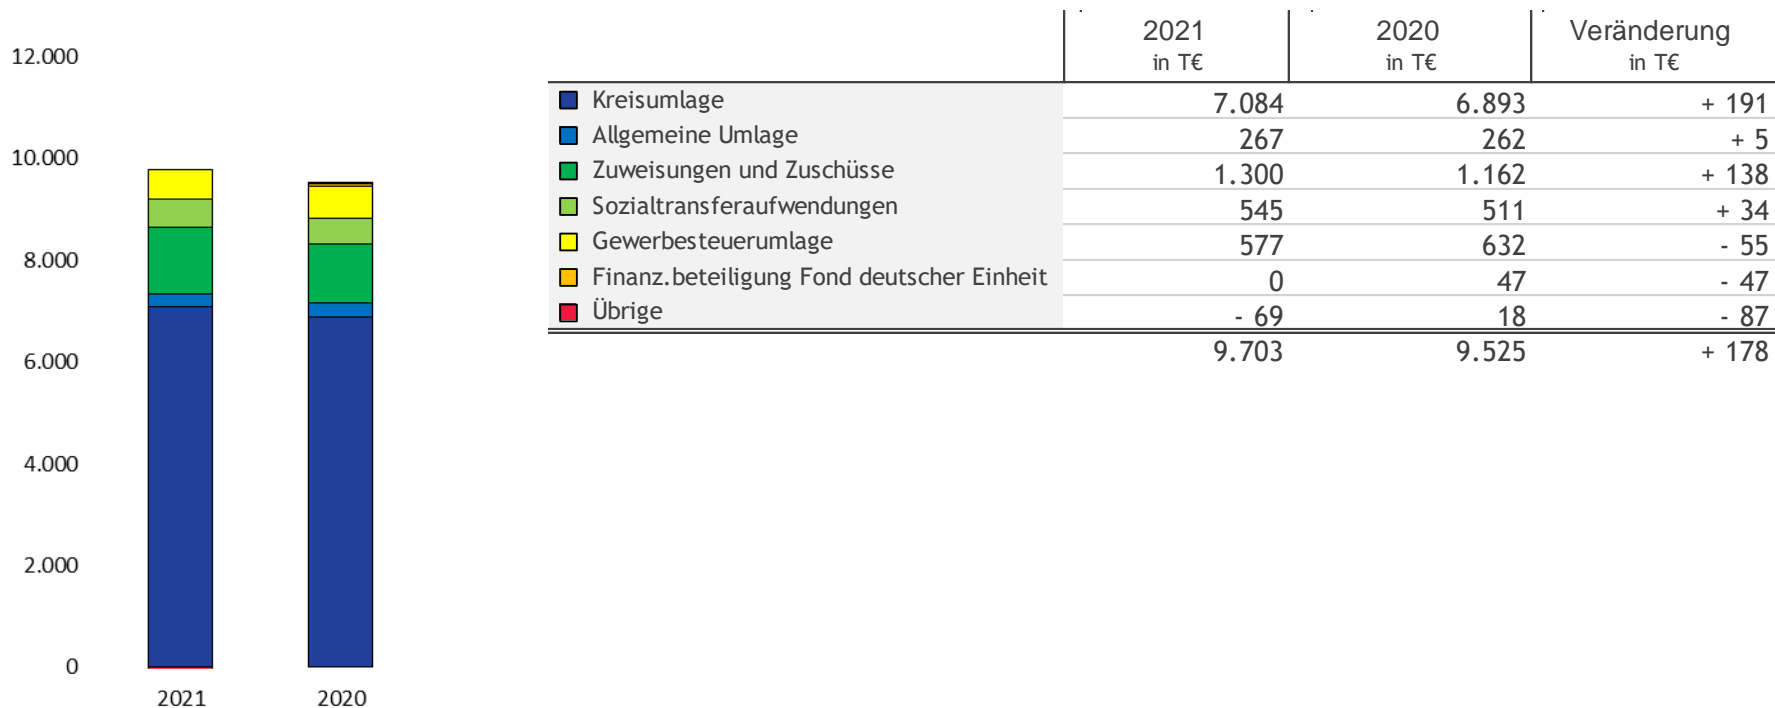 12.000
10.000
8.000
6.000
4.000
2.000
0
2021 2020
2021 2020 Veränderung
in T€ in T€ in T€
Kreisumlage 7.084 6.893 + 191
Allgemeine Umlage 267 262 + 5
Zuweisungen und Zuschüsse 1.300 1.162 + 138
Sozialtransferaufwendungen 545 511 + 34
Gewerbesteuerumlage 577 632 - 55
Finanz.beteiligung Fond deutscher Einheit 0 47 - 47
Übrige - 69 18 - 87
9.703 9.525 + 178